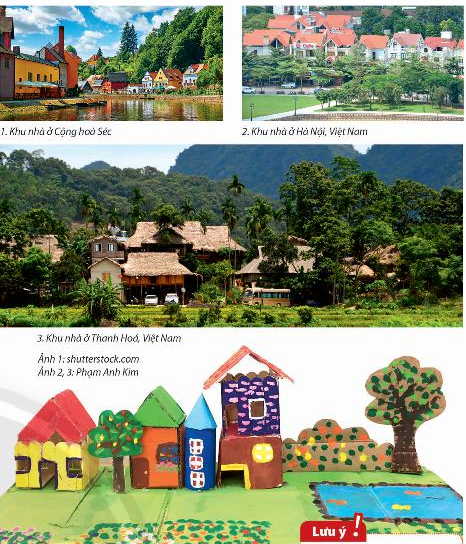 1. Khu nhà ở Cộng hoà Séc
2. Khu nhà ở Hà Nội, Việt Nam
3. Khu nhà ở Thanh Hoá, Việt Nam
Ảnh 1: shutterstock.com
Ảnh 2, 3: Phạm Anh Kim
Lưu ý !